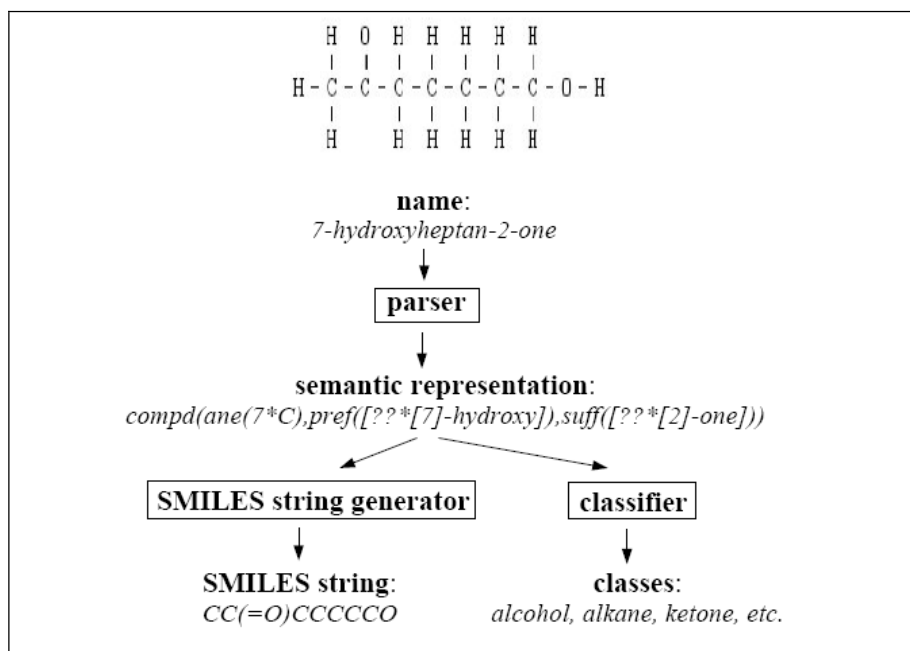 H O H H H H H
| | | | | | |
H - C - C - C - C - C - C - C - O - H
| | | | | |
H H H H H H
name:
7-hydroxyheptan-2-one
parser
semantic representation:
compd(ane(7*C),pref([??*[7]-hydroxy]),suff([??*[2]-one]))
SMILES string generator classifier
SMILES string: classes:
CC(=O)CCCCCO alcohol, alkane, ketone, etc.